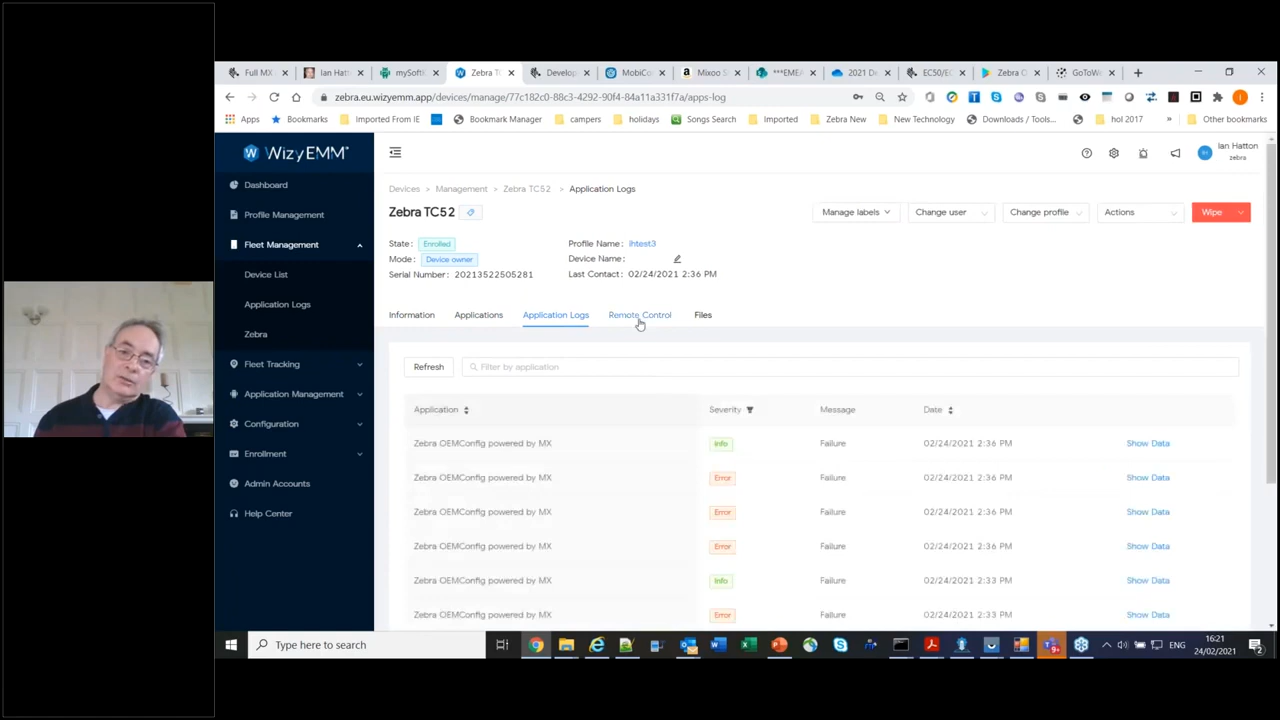 Full MX
Ian Hatt
mySoftK
Zebra TC
Develop
MobiCo
Mixoo S
***EMEA
2021 De
EC50/EC
Zebra O
GoToWe
zebra.eu.wizyemm.app/devices/manage/77c182c0-88c3-4292-90f4-84a11a331f7a/apps-log
Apps
Bookmarks
Imported From IE
Bookmark Manager
campers
holidays
Songs Search
Imported
Zebra New
New Technology
Downloads / Tools...
hol 2017
»
Other bookmarks
WizyEMM
Ian Hatton
zebra
Dashboard
Profile Management
Fleet Management
Device List
Application Logs
Zebra
Fleet Tracking
Application Management
Configuration
Enrollment
Admin Accounts
Help Center
Devices > Management > Zebra TC52 > Application Logs
Zebra TC52
Manage labels
Change user
Change profile
Actions
Wipe
State: Enrolled
Profile Name: ihtest3
Mode: Device owner
Device Name:
Serial Number: 20213522505281
Last Contact: 02/24/2021 2:36 PM
Information
Applications
Application Logs
Remote Control
Files
Refresh
Filter by application
Application Severity Message Date
Zebra OEMConfig powered by MX Info Failure 02/24/2021 2:36 PM Show Data
Zebra OEMConfig powered by MX Error Failure 02/24/2021 2:36 PM Show Data
Zebra OEMConfig powered by MX Error Failure 02/24/2021 2:36 PM Show Data
Zebra OEMConfig powered by MX Error Failure 02/24/2021 2:36 PM Show Data
Zebra OEMConfig powered by MX Info Failure 02/24/2021 2:33 PM Show Data
Zebra OEMConfig powered by MX Error Failure 02/24/2021 2:33 PM Show Data
Type here to search
ENG
16:21
24/02/2021